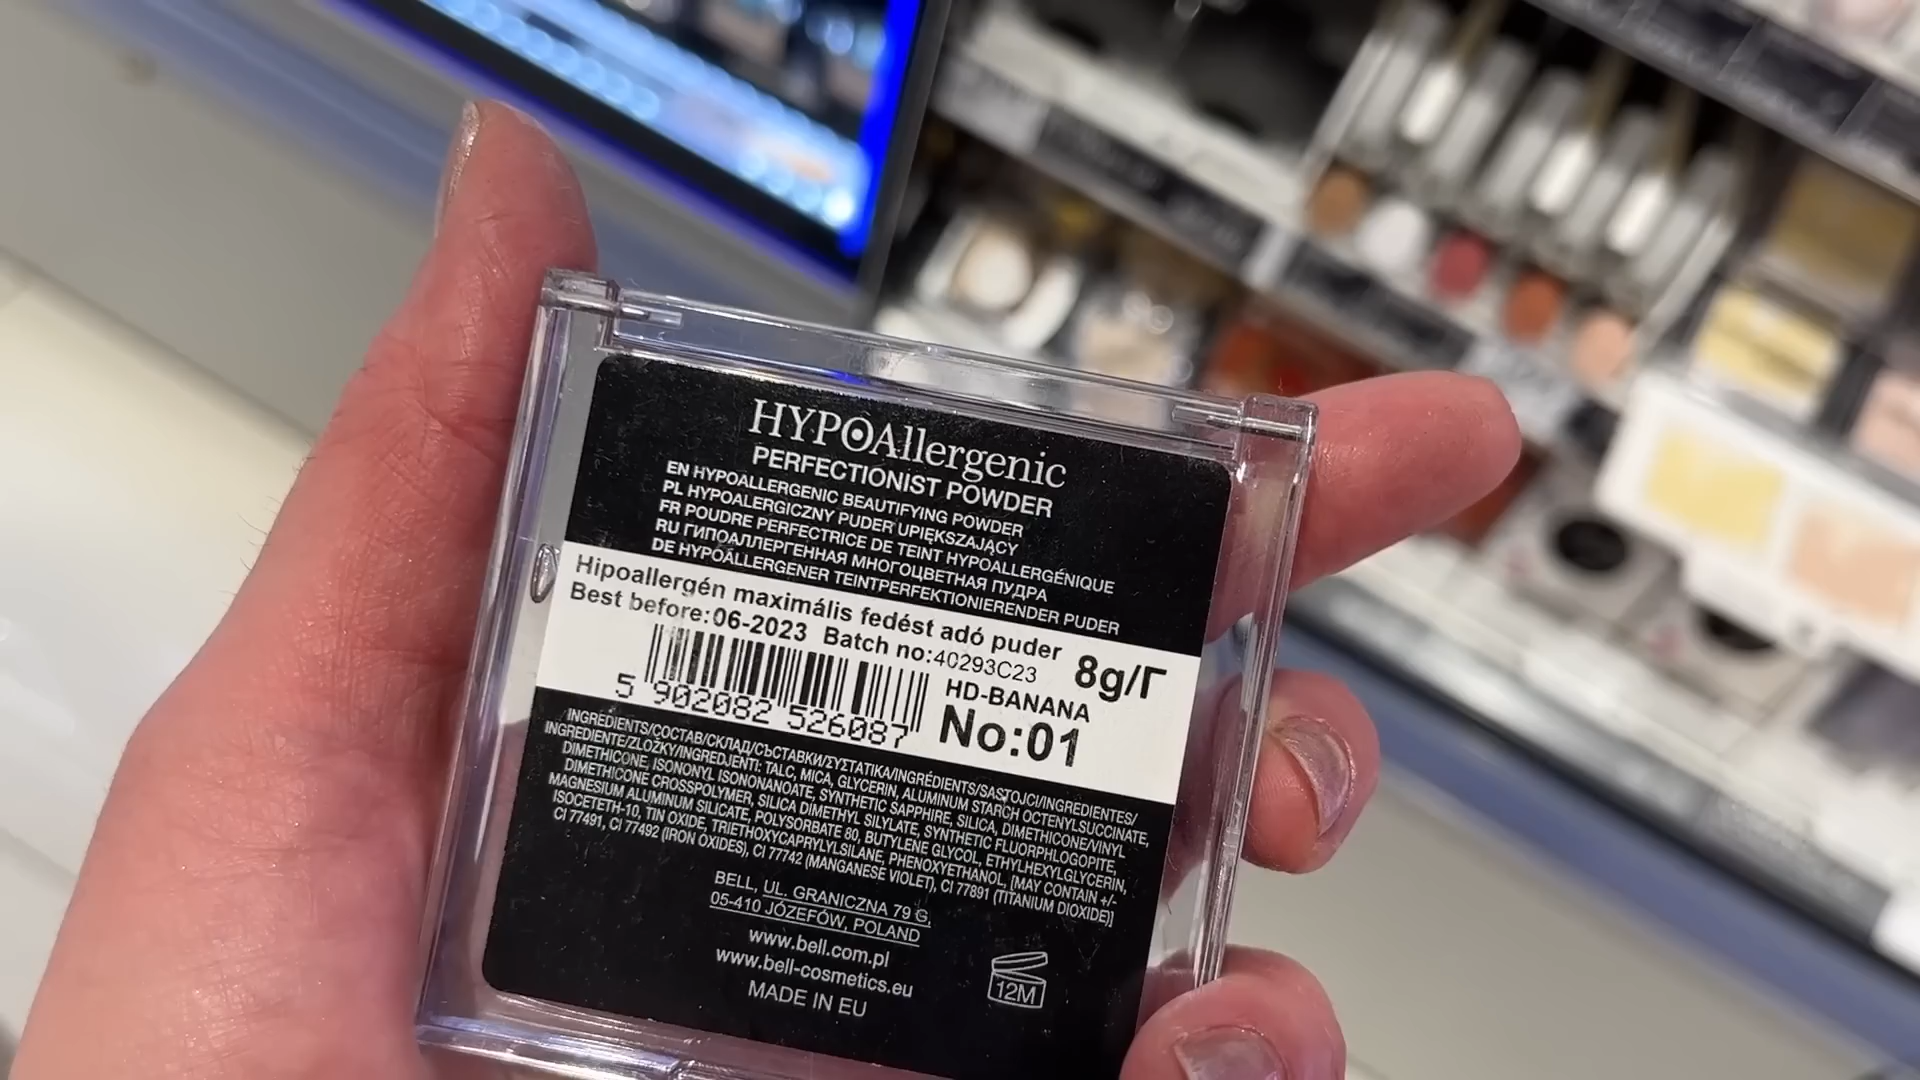 HYPOAllergenic
PERFECTIONIST POWDER
EN HYPOALLERGENIC BEAUTIFYING POWDER
PL HYPOALERGICZNY PUDER UPIĘKSZAJĄCY
FR POUDRE PERFECTRICE DE TEINT HYPOALLERGÉNIQUE
RU ГИПОАЛЛЕРГЕННАЯ МНОГОЦВЕТНАЯ ПУДРА
DE HYPOALLERGENER TEINTPERFEKTIONIERENDER PUDER
Hipoallergén maximális fedést adó puder
Best before:06-2023 Batch no:40293C23
8g/Г
HD-BANANA
No:01
5 902082 526087
INGREDIENTS/СОСТАВ/СКЛАД/СЪСТАВКИ/ΣΥΣΤΑΤΙΚΑ/INGRÉDIENTS/SASTOJCI/INGREDIENTES/
INGREDIENTE/ZLOŽKY/INGREDJENTI: TALC, MICA, GLYCERIN, ALUMINUM STARCH OCTENYLSUCCINATE,
DIMETHICONE, ISONONYL ISONONANOATE, SYNTHETIC SAPPHIRE, SILICA, DIMETHICONE/VINYL
DIMETHICONE CROSSPOLYMER, SILICA DIMETHYL SILYLATE, SYNTHETIC FLUORPHLOGOPITE,
MAGNESIUM ALUMINUM SILICATE, POLYSORBATE 80, BUTYLENE GLYCOL, ETHYLHEXYLGLYCERIN,
ISOCETETH-10, TIN OXIDE, TRIETHOXYCAPRYLYLSILANE, PHENOXYETHANOL, [MAY CONTAIN +/-
CI 77491, CI 77492 (IRON OXIDES), CI 77742 (MANGANESE VIOLET), CI 77891 (TITANIUM DIOXIDE)]
BELL, UL. GRANICZNA 79 G,
05-410 JÓZEFÓW, POLAND
www.bell.com.pl
www.bell-cosmetics.eu
MADE IN EU
12M